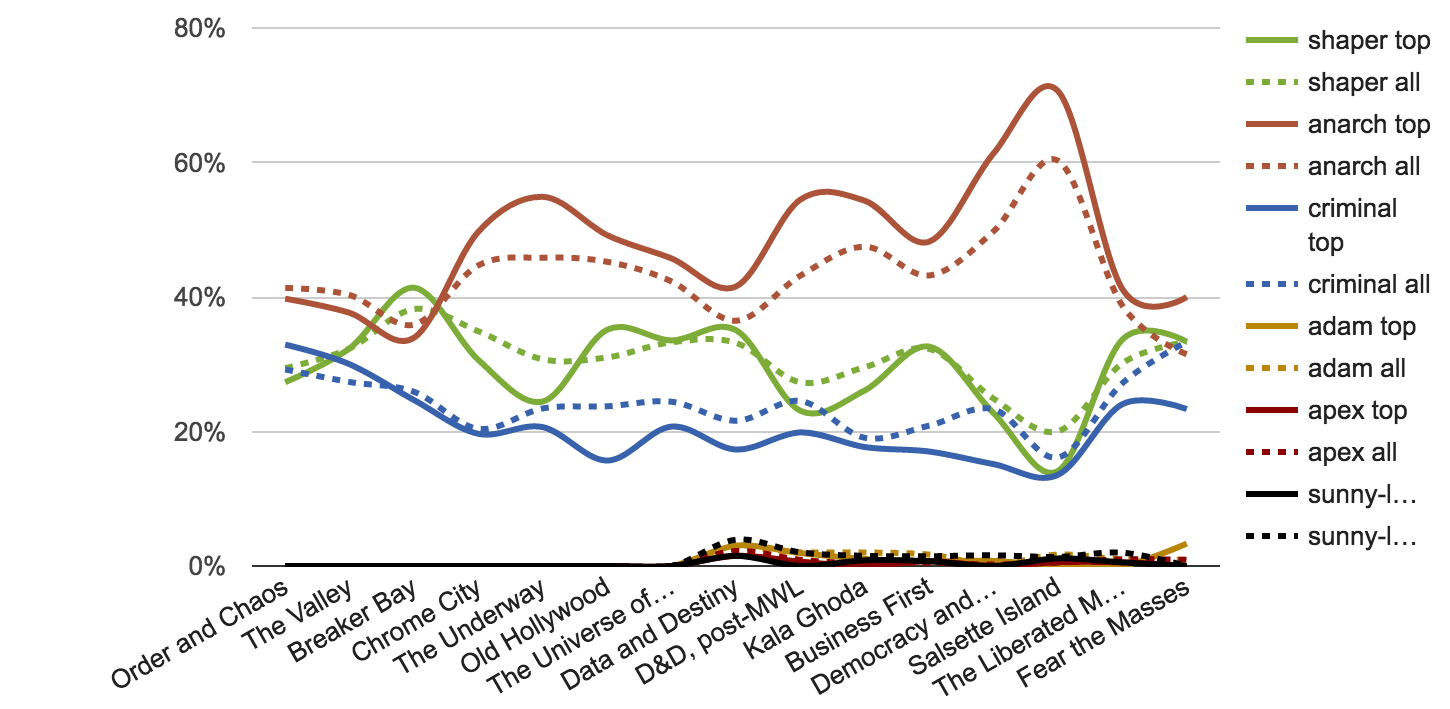 80%
60%
40%
20%
0%
Order and Chaos
The Valley
Breaker Bay
Chrome City
The Underway
Old Hollywood
The Universe of...
Data and Destiny
D&D, post-MWL
Kala Ghoda
Business First
Democracy and...
Salsette Island
The Liberated M...
Fear the Masses
shaper top
shaper all
anarch top
anarch all
criminal
top
criminal all
adam top
adam all
apex top
apex all
sunny-l...
sunny-l...